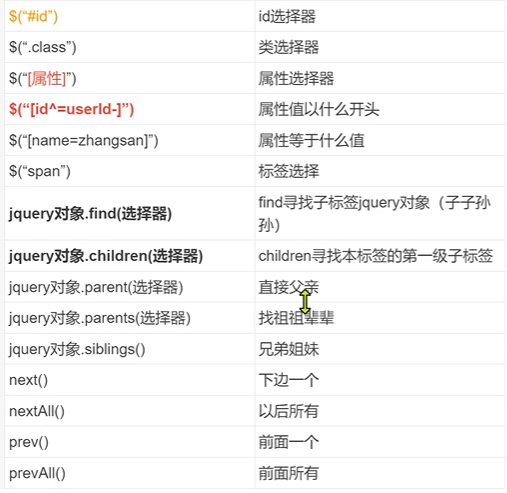 $(“#id”) id选择器
$(“.class”) 类选择器
$(“[属性]”) 属性选择器
$(“[id^=userId-]”) 属性值以什么开头
$(“[name=zhangsan]”) 属性等于什么值
$(“span”) 标签选择
jquery对象.find(选择器) find寻找子标签jquery对象（子子孙
孙）
jquery对象.children(选择器) children寻找本标签的第一级子标签
jquery对象.parent(选择器) 直接父亲
jquery对象.parents(选择器) 找祖祖辈辈
jquery对象.siblings() 兄弟姐妹
next() 下边一个
nextAll() 以后所有
prev() 前面一个
prevAll() 前面所有